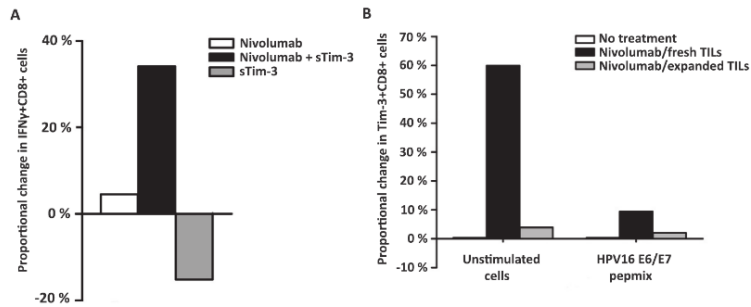 A
Proportional change in IFNγ+CD8+ cells
40 %
20 %
0 %
-20 %
Nivolumab
Nivolumab + sTim-3
sTim-3
B
Proportional change in Tim-3+CD8+ cells
70 %
60 %
50 %
40 %
30 %
20 %
10 %
0 %
-10 %
No treatment
Nivolumab/fresh TILs
Nivolumab/expanded TILs
Unstimulated
cells
HPV16 E6/E7
pepmix